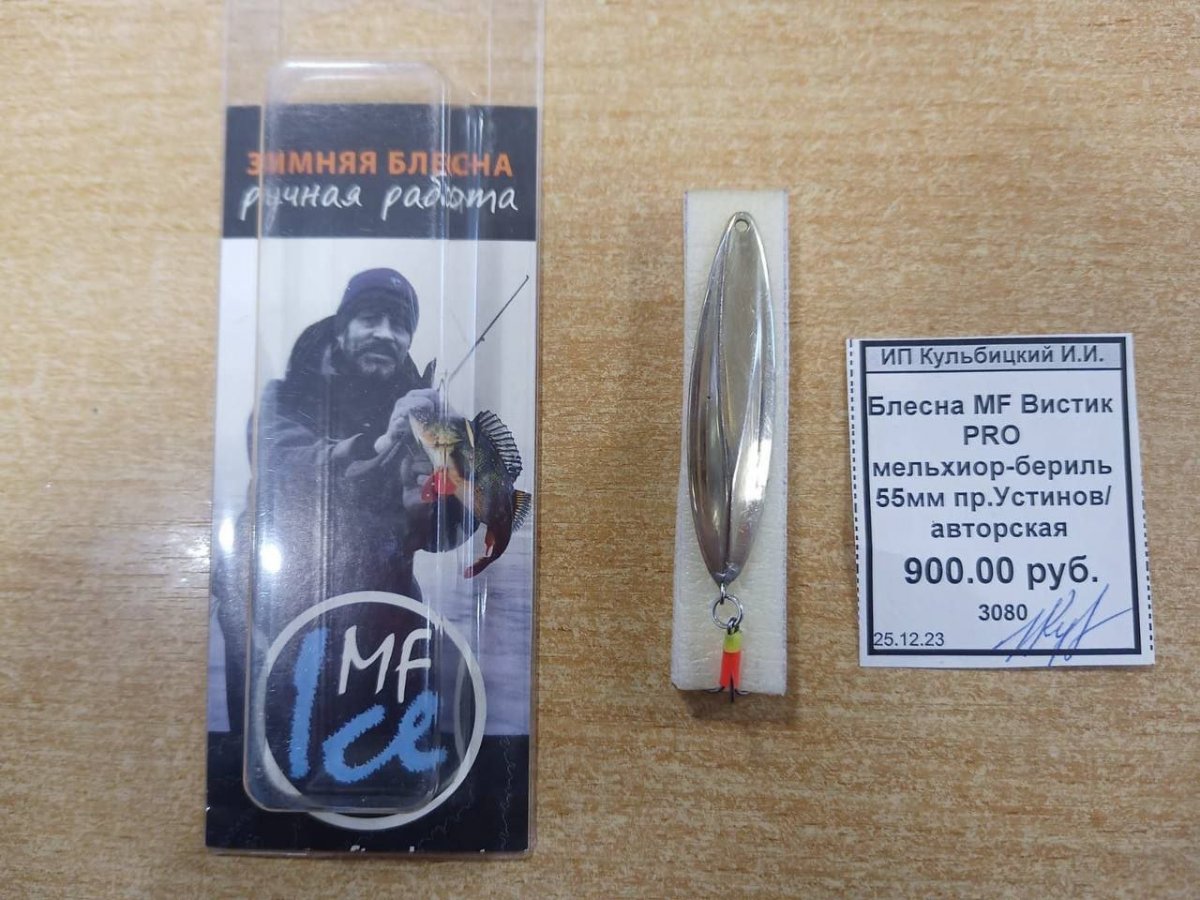 ЗИМНЯЯ БЛЕСНА
ручная работа
MF
Ice
ИП Кульбицкий И.И.
Блесна MF Вистик
PRO
мельхиор-бериль
55мм пр.Устинов/
авторская
900.00 руб.
3080
25.12.23